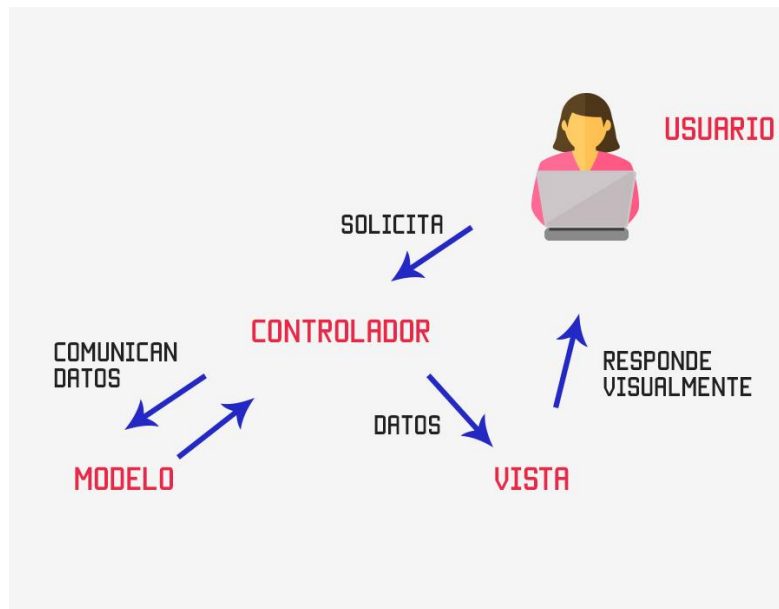 USUARIO
SOLICITA
CONTROLADOR
COMUNICAN
DATOS
RESPONDE
VISUALMENTE
DATOS
MODELO
VISTA